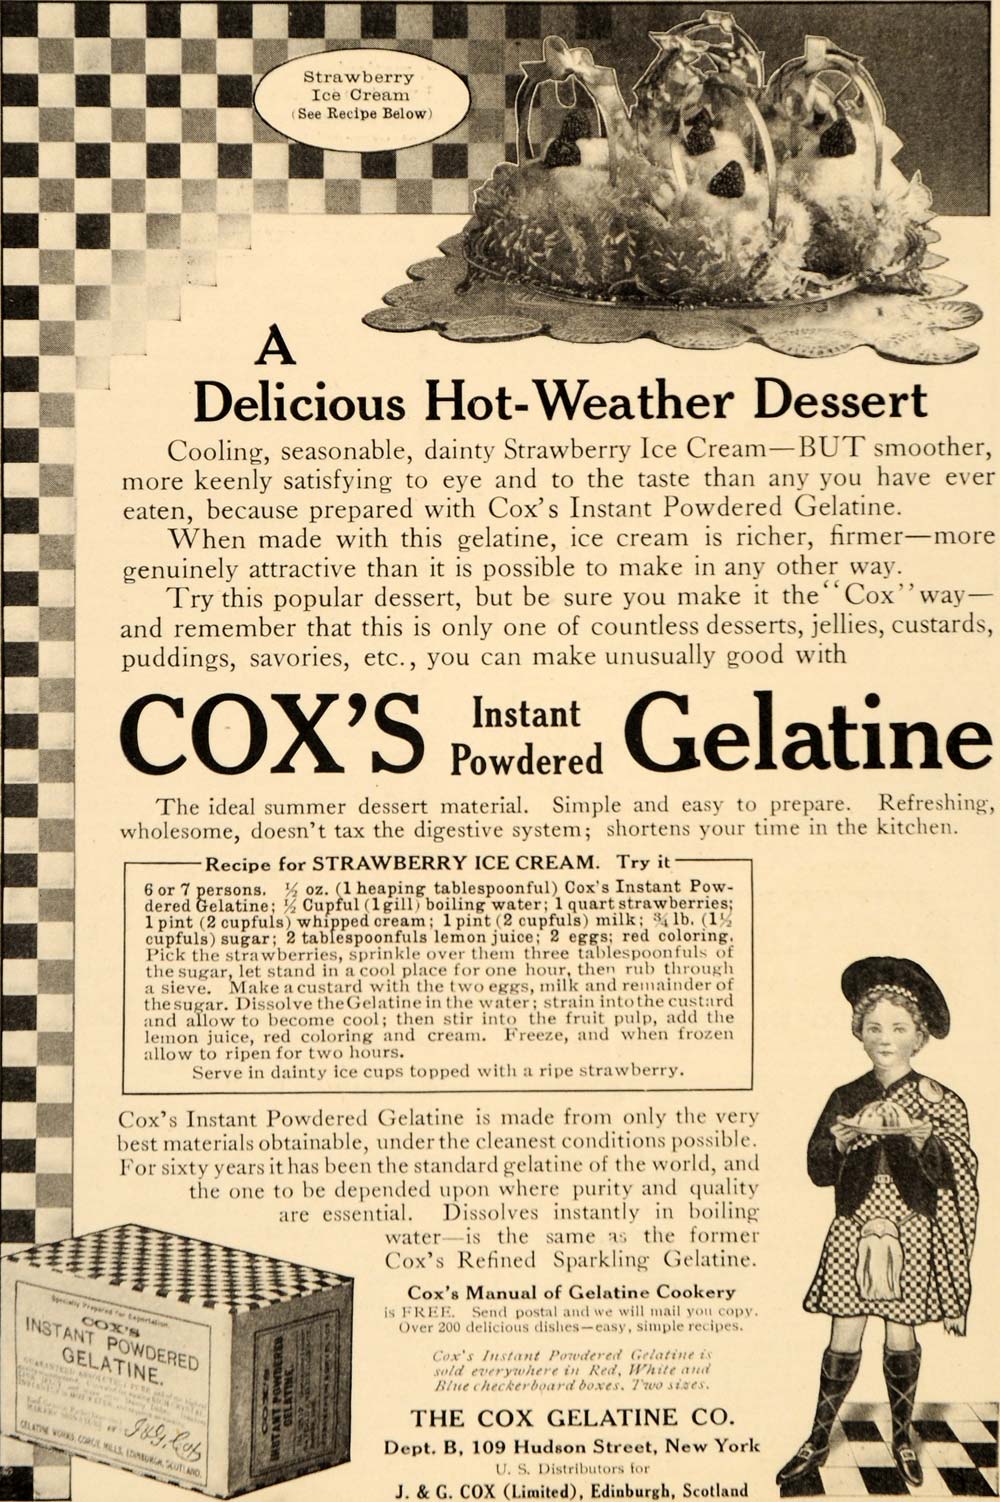 Strawberry
Ice Cream
(See Recipe Below)
A
Delicious Hot-Weather Dessert
Cooling, seasonable, dainty Strawberry Ice Cream—BUT smoother,
more keenly satisfying to eye and to the taste than any you have ever
eaten, because prepared with Cox's Instant Powdered Gelatine.
When made with this gelatine, ice cream is richer, firmer—more
genuinely attractive than it is possible to make in any other way.
Try this popular dessert, but be sure you make it the "Cox" way—
and remember that this is only one of countless desserts, jellies, custards,
puddings, savories, etc., you can make unusually good with
COX'S Instant Powdered Gelatine
The ideal summer dessert material. Simple and easy to prepare. Refreshing,
wholesome, doesn't tax the digestive system; shortens your time in the kitchen.
Recipe for STRAWBERRY ICE CREAM. Try it
6 or 7 persons. ½ oz. (1 heaping tablespoonful) Cox's Instant Pow-
dered Gelatine; ½ Cupful (1 gill) boiling water; 1 quart strawberries;
1 pint (2 cupfuls) whipped cream; 1 pint (2 cupfuls) milk; ¾ lb. (1½
cupfuls) sugar; 2 tablespoonfuls lemon juice; 2 eggs; red coloring.
Pick the strawberries, sprinkle over them three tablespoonfuls of
the sugar, let stand in a cool place for one hour, then rub through
a sieve. Make a custard with the two eggs, milk and remainder of
the sugar. Dissolve the Gelatine in the water; strain into the custard
and allow to become cool; then stir into the fruit pulp, add the
lemon juice, red coloring and cream. Freeze, and when frozen
allow to ripen for two hours.
Serve in dainty ice cups topped with a ripe strawberry.
Cox's Instant Powdered Gelatine is made from only the very
best materials obtainable, under the cleanest conditions possible.
For sixty years it has been the standard gelatine of the world, and
the one to be depended upon where purity and quality
are essential. Dissolves instantly in boiling
water—is the same as the former
Cox's Refined Sparkling Gelatine.
Cox's Manual of Gelatine Cookery
is FREE. Send postal and we will mail you copy.
Over 200 delicious dishes—easy, simple recipes.
Cox's Instant Powdered Gelatine is
sold everywhere in Red, White and
Blue checkerboard boxes. Two sizes.
THE COX GELATINE CO.
Dept. B, 109 Hudson Street, New York
U. S. Distributors for
J. & G. COX (Limited), Edinburgh, Scotland
Specially Prepared for Exportation.
COX'S
INSTANT POWDERED
GELATINE.
J & G. Cox
GELATINE WORKS, GORGIE MILLS, EDINBURGH, SCOTLAND.
COX'S
INSTANT POWDERED
GELATINE.